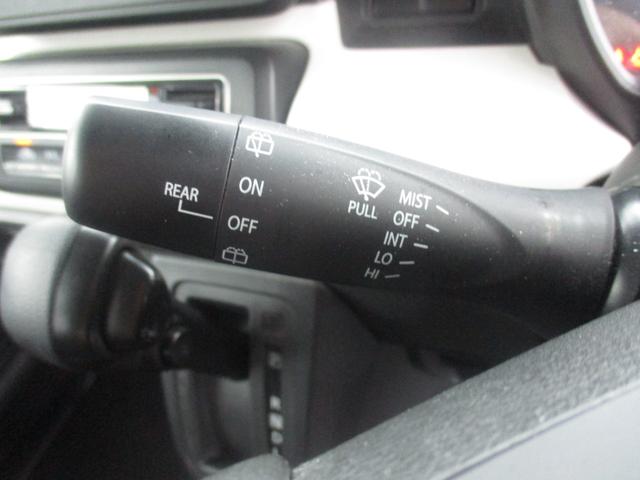 REAR
ON
OFF
PULL
MIST
OFF
INT
LO
HI